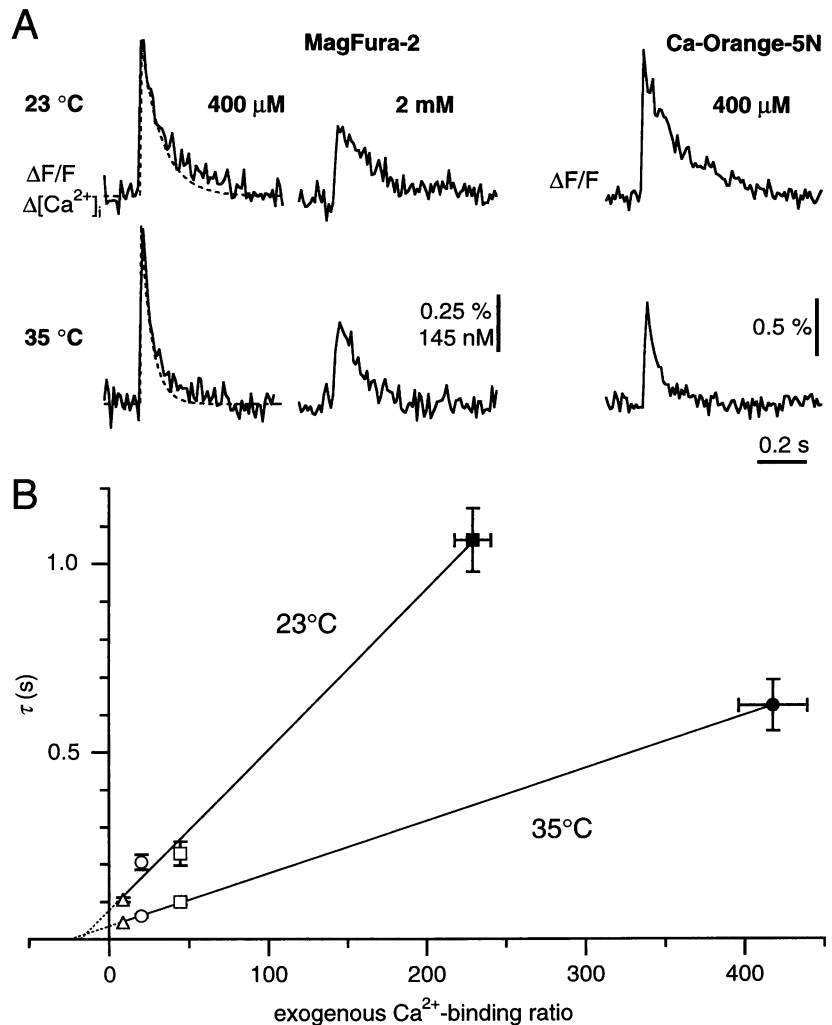 A
MagFura-2
Ca-Orange-5N
23 °C
400 µM
2 mM
400 µM
ΔF/F
Δ[Ca²⁺]ᵢ
ΔF/F
35 °C
0.25 %
145 nM
0.5 %
0.2 s
B
1.0
0.5
τ (s)
23°C
35°C
0
100
200
300
400
exogenous Ca²⁺-binding ratio